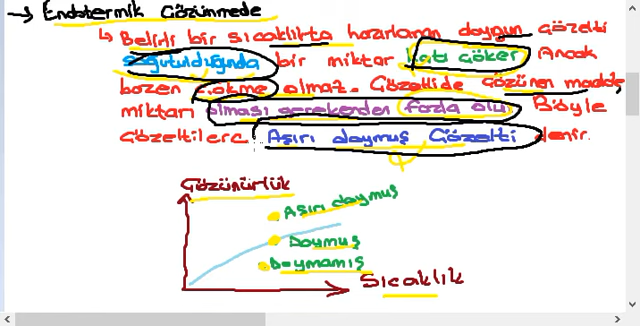 → Endotermik Çözünmede
↳ Belirli bir sıcaklıkta hazırlanan doygun çözelti
soğutulduğunda bir miktar katı çöker Ancak
bazen çökme olmaz. Çözeltide çözünen madde
miktarı olması gerekenden fazla olur Böyle
çözeltilere Aşırı doymuş Çözelti denir.
Çözünürlük
Aşırı doymuş
Doymuş
Doymamış
Sıcaklık